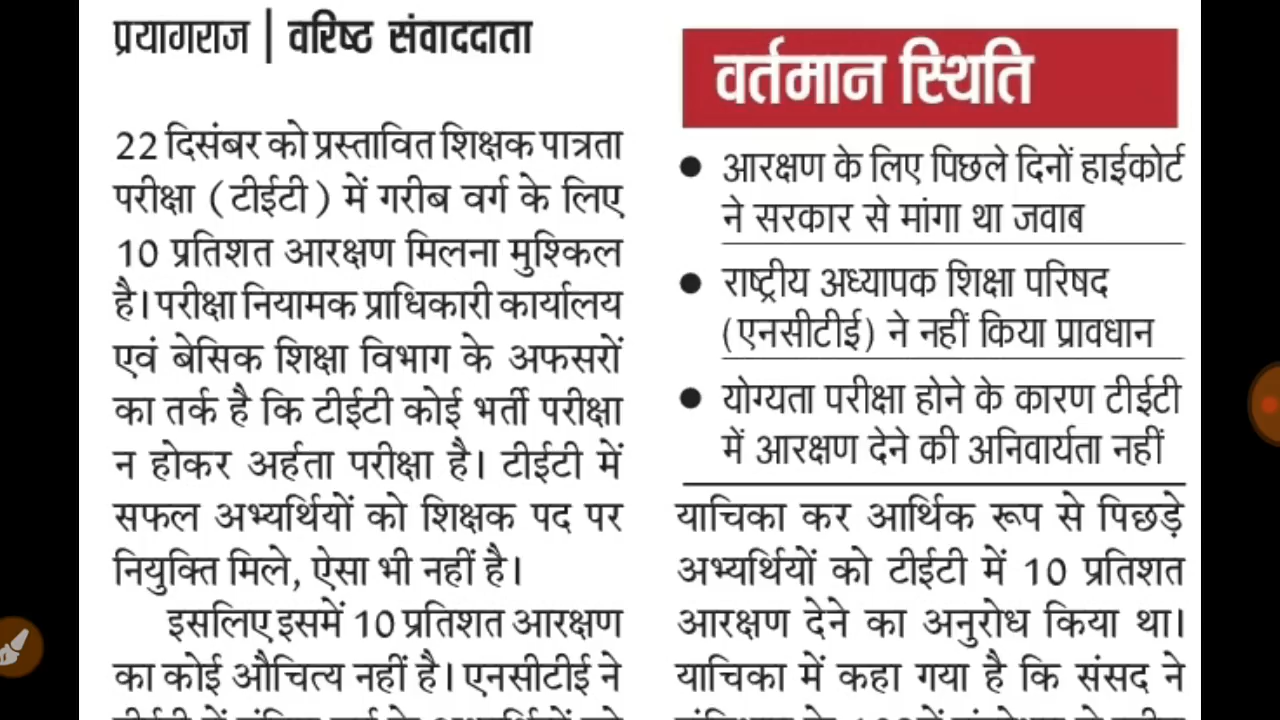 प्रयागराज | वरिष्ठ संवाददाता
22 दिसंबर को प्रस्तावित शिक्षक पात्रता
परीक्षा (टीईटी) में गरीब वर्ग के लिए
10 प्रतिशत आरक्षण मिलना मुश्किल
है। परीक्षा नियामक प्राधिकारी कार्यालय
एवं बेसिक शिक्षा विभाग के अफसरों
का तर्क है कि टीईटी कोई भर्ती परीक्षा
न होकर अर्हता परीक्षा है। टीईटी में
सफल अभ्यर्थियों को शिक्षक पद पर
नियुक्ति मिले, ऐसा भी नहीं है।
इसलिए इसमें 10 प्रतिशत आरक्षण
का कोई औचित्य नहीं है। एनसीटीई ने
वर्तमान स्थिति
● आरक्षण के लिए पिछले दिनों हाईकोर्ट
ने सरकार से मांगा था जवाब
● राष्ट्रीय अध्यापक शिक्षा परिषद
(एनसीटीई) ने नहीं किया प्रावधान
● योग्यता परीक्षा होने के कारण टीईटी
में आरक्षण देने की अनिवार्यता नहीं
याचिका कर आर्थिक रूप से पिछड़े
अभ्यर्थियों को टीईटी में 10 प्रतिशत
आरक्षण देने का अनुरोध किया था।
याचिका में कहा गया है कि संसद ने